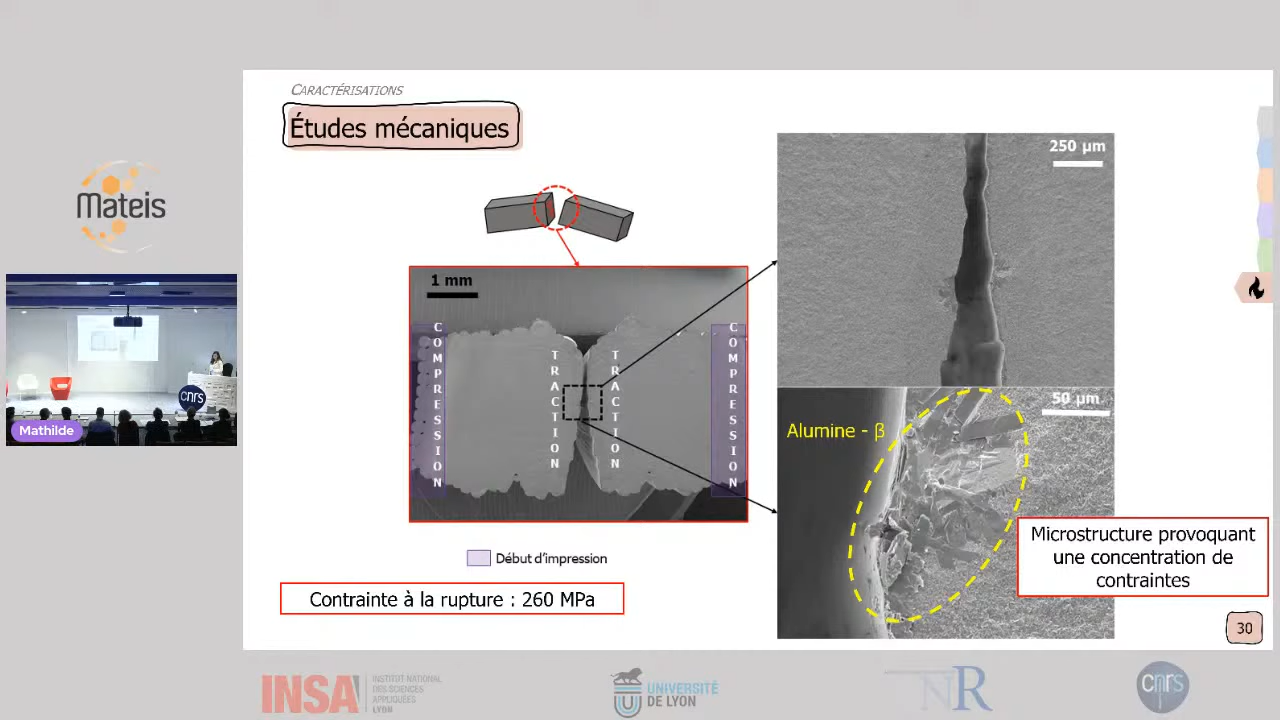 CARACTÉRISATIONS
Études mécaniques
Mateis
Mathilde
cnrs
1 mm
COMPRESSION
TRACTION
TRACTION
COMPRESSION
250 µm
50 µm
Alumine - β
Microstructure provoquant
une concentration de
contraintes
Début d'impression
Contrainte à la rupture : 260 MPa
30
INSA
INSTITUT NATIONAL
DES SCIENCES
APPLIQUÉES
LYON
UNIVERSITÉ
DE LYON
NR
cnrs